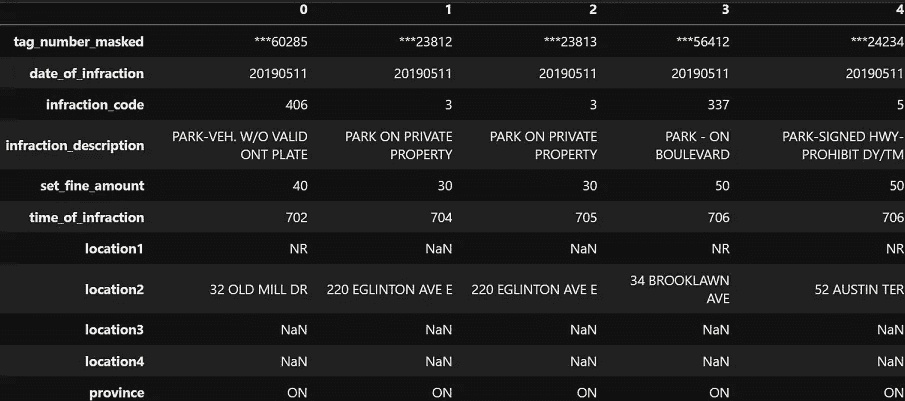 0 1 2 3 4
tag_number_masked ***60285 ***23812 ***23813 ***56412 ***24234
date_of_infraction 20190511 20190511 20190511 20190511 20190511
infraction_code 406 3 3 337 5
infraction_description PARK-VEH. W/O VALID ONT PLATE PARK ON PRIVATE PROPERTY PARK ON PRIVATE PROPERTY PARK - ON BOULEVARD PARK-SIGNED HWY-PROHIBIT DY/TM
set_fine_amount 40 30 30 50 50
time_of_infraction 702 704 705 706 706
location1 NR NaN NaN NR NR
location2 32 OLD MILL DR 220 EGLINTON AVE E 220 EGLINTON AVE E 34 BROOKLAWN AVE 52 AUSTIN TER
location3 NaN NaN NaN NaN NaN
location4 NaN NaN NaN NaN NaN
province ON ON ON ON ON